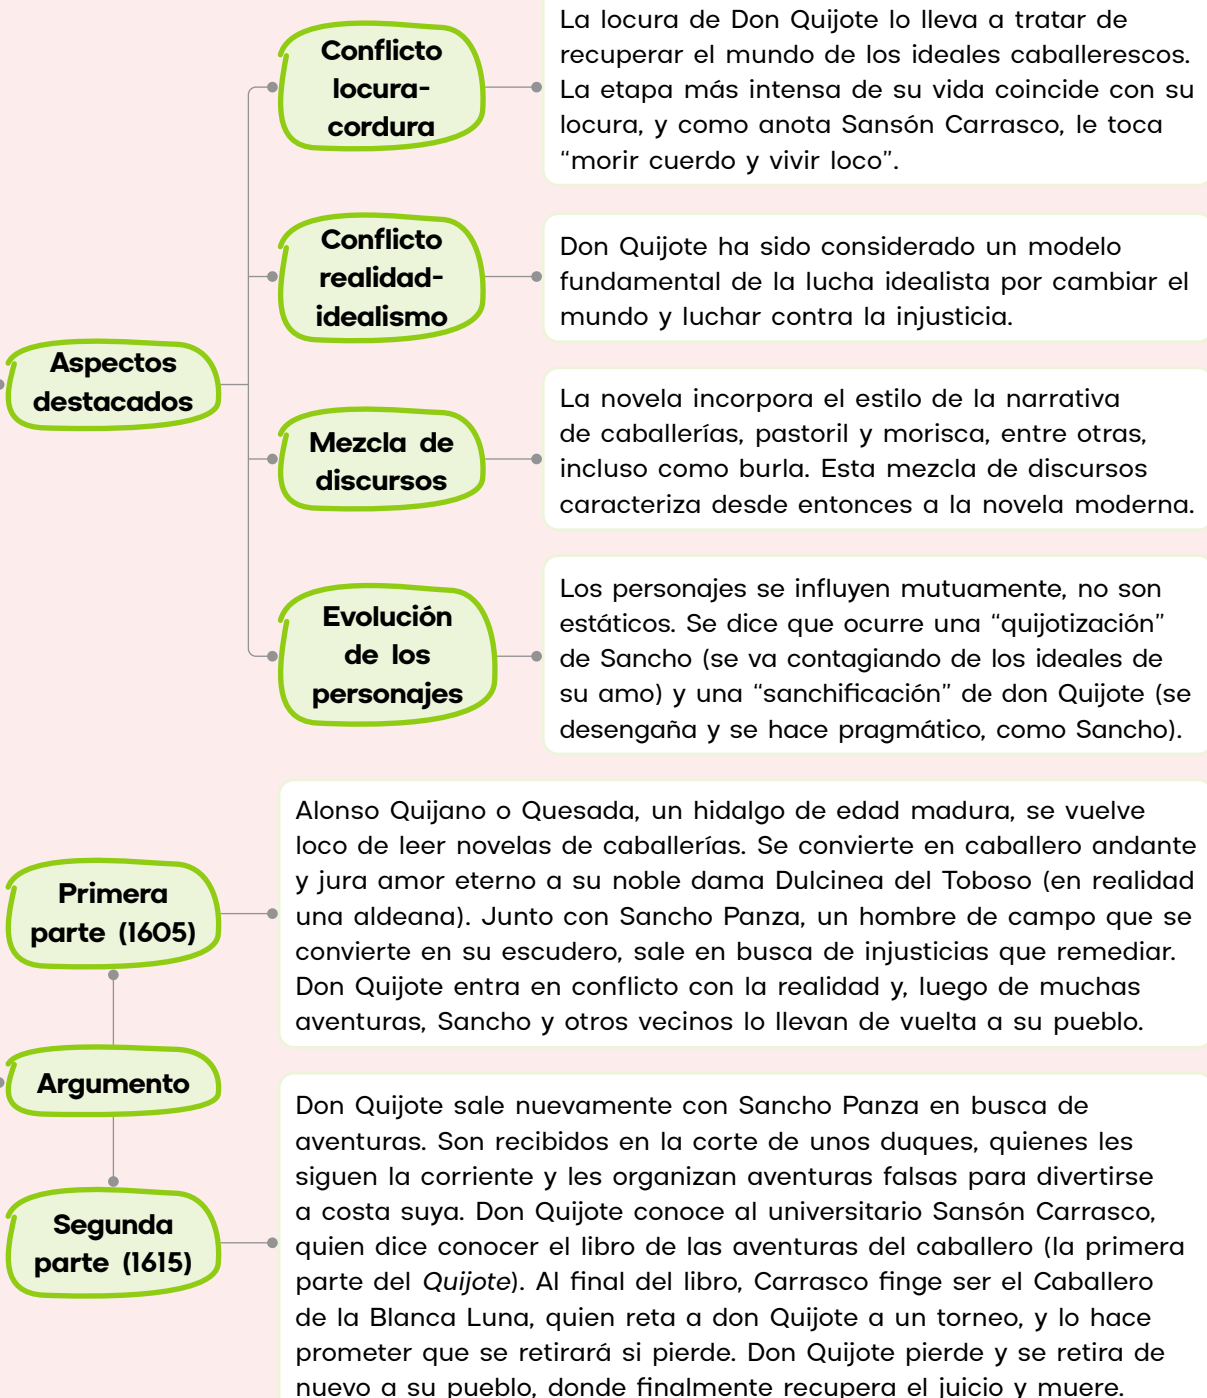 Aspectos
destacados
Conflicto
locura-
cordura
La locura de Don Quijote lo lleva a tratar de
recuperar el mundo de los ideales caballerescos.
La etapa más intensa de su vida coincide con su
locura, y como anota Sansón Carrasco, le toca
“morir cuerdo y vivir loco”.
Conflicto
realidad-
idealismo
Don Quijote ha sido considerado un modelo
fundamental de la lucha idealista por cambiar el
mundo y luchar contra la injusticia.
Mezcla de
discursos
La novela incorpora el estilo de la narrativa
de caballerías, pastoril y morisca, entre otras,
incluso como burla. Esta mezcla de discursos
caracteriza desde entonces a la novela moderna.
Evolución
de los
personajes
Los personajes se influyen mutuamente, no son
estáticos. Se dice que ocurre una “quijotización”
de Sancho (se va contagiando de los ideales de
su amo) y una “sanchificación” de don Quijote (se
desengaña y se hace pragmático, como Sancho).
Argumento
Primera
parte (1605)
Alonso Quijano o Quesada, un hidalgo de edad madura, se vuelve
loco de leer novelas de caballerías. Se convierte en caballero andante
y jura amor eterno a su noble dama Dulcinea del Toboso (en realidad
una aldeana). Junto con Sancho Panza, un hombre de campo que se
convierte en su escudero, sale en busca de injusticias que remediar.
Don Quijote entra en conflicto con la realidad y, luego de muchas
aventuras, Sancho y otros vecinos lo llevan de vuelta a su pueblo.
Segunda
parte (1615)
Don Quijote sale nuevamente con Sancho Panza en busca de
aventuras. Son recibidos en la corte de unos duques, quienes les
siguen la corriente y les organizan aventuras falsas para divertirse
a costa suya. Don Quijote conoce al universitario Sansón Carrasco,
quien dice conocer el libro de las aventuras del caballero (la primera
parte del Quijote). Al final del libro, Carrasco finge ser el Caballero
de la Blanca Luna, quien reta a don Quijote a un torneo, y lo hace
prometer que se retirará si pierde. Don Quijote pierde y se retira de
nuevo a su pueblo, donde finalmente recupera el juicio y muere.